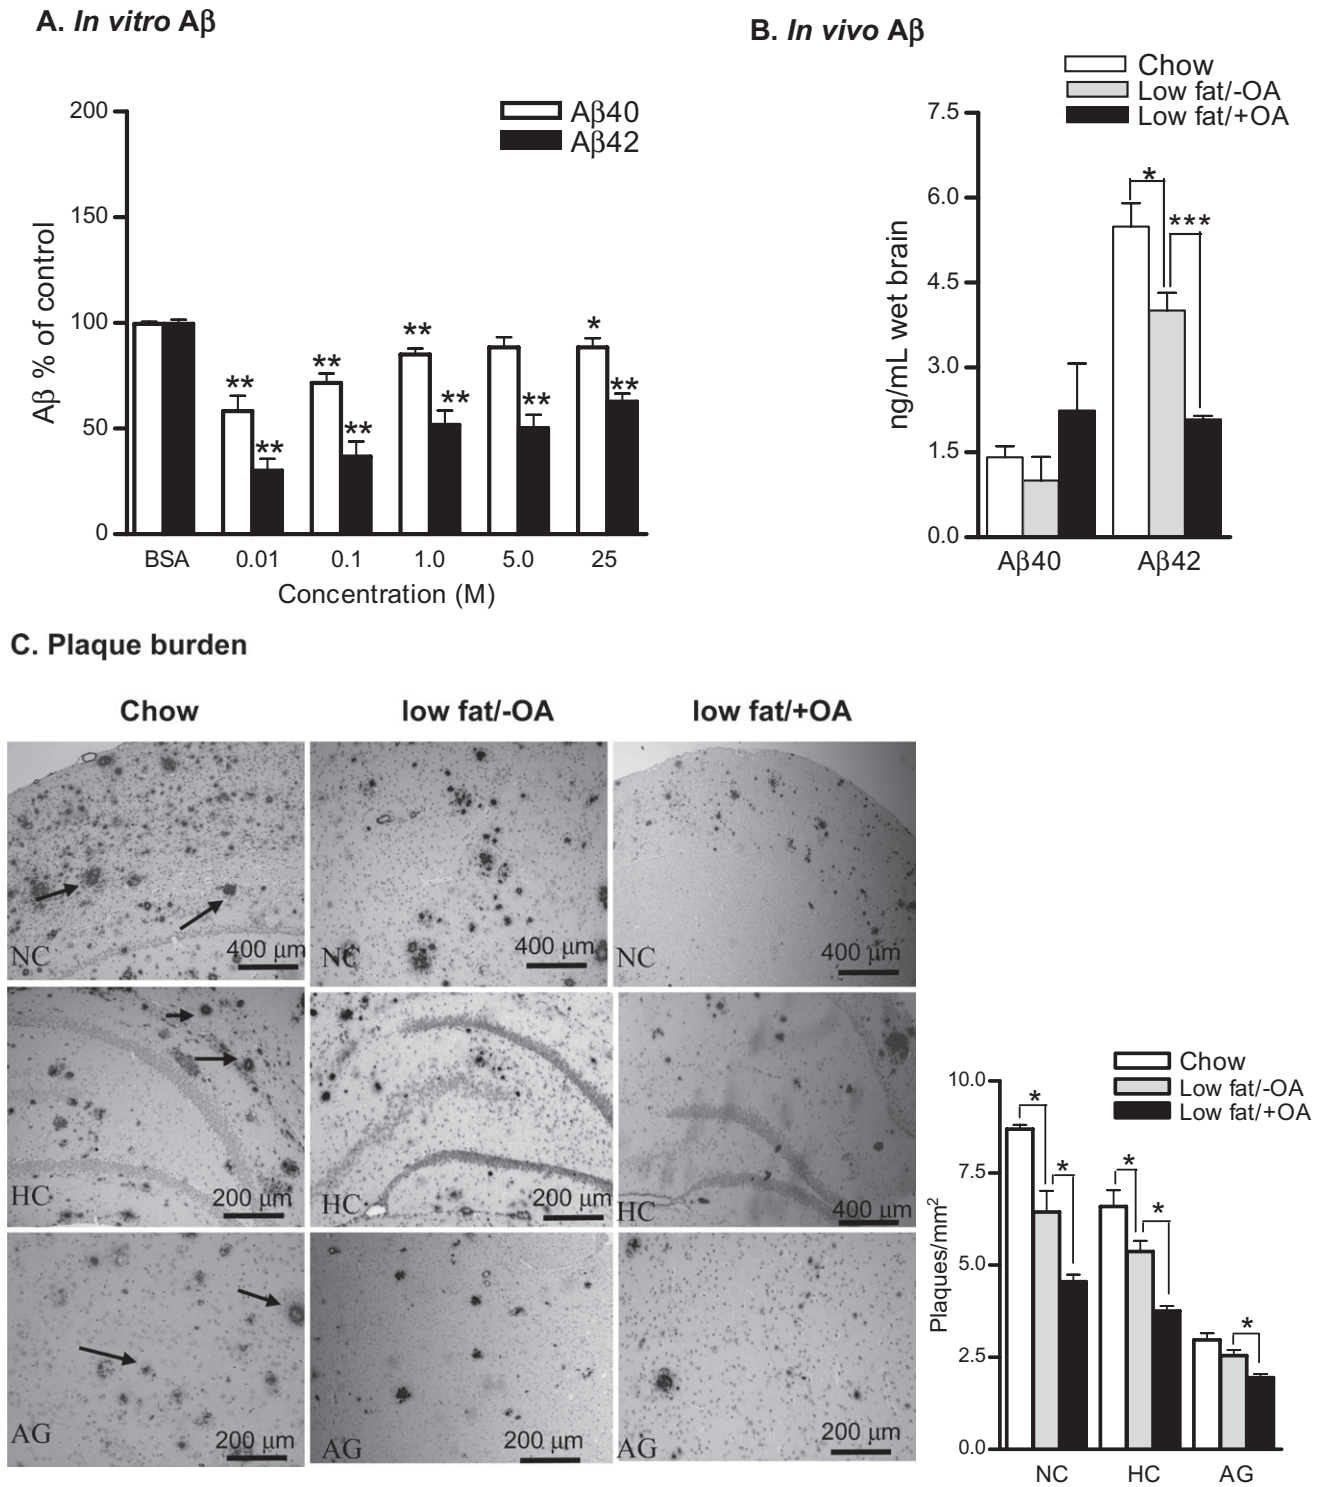 A. In vitro Aβ
Aβ40
Aβ42
200
150
100
50
0
Aβ % of control
**
**
**
**
**
**
**
*
**
BSA 0.01 0.1 1.0 5.0 25
Concentration (M)
B. In vivo Aβ
Chow
Low fat/-OA
Low fat/+OA
7.5
6.0
4.5
3.0
1.5
0.0
ng/mL wet brain
*
***
Aβ40 Aβ42
C. Plaque burden
Chow low fat/-OA low fat/+OA
NC 400 µm
NC 400 µm
NC 400 µm
HC 200 µm
HC 200 µm
HC 400 µm
AG 200 µm
AG 200 µm
AG 200 µm
Chow
Low fat/-OA
Low fat/+OA
10.0
7.5
5.0
2.5
0.0
Plaques/mm²
*
*
*
*
*
NC HC AG